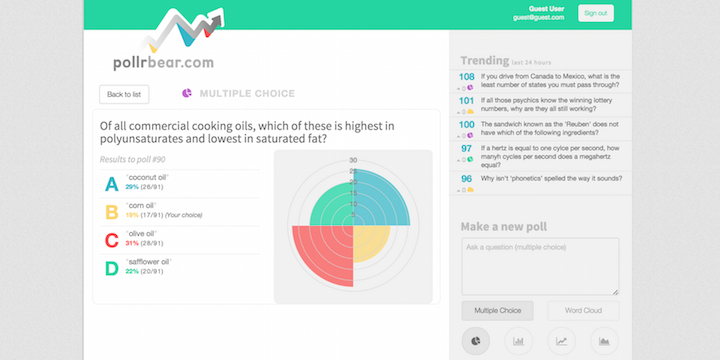 Guest User
guest@guest.com
Sign out
pollrbear.com
Back to list
MULTIPLE CHOICE
Of all commercial cooking oils, which of these is highest in
polyunsaturates and lowest in saturated fat?
Results to poll #90
A
"coconut oil"
29% (26/91)
B
"corn oil"
19% (17/91) (Your choice)
C
"olive oil"
31% (28/91)
D
"safflower oil"
22% (20/91)
30
25
20
15
10
5
Trending last 24 hours
108 If you drive from Canada to Mexico, what is the
least number of states you must pass through?
101 If all those psychics know the winning lottery
numbers, why are they all still working?
100 The sandwich known as the 'Reuben' does not
have which of the following ingredients?
97 If a hertz is equal to one cylce per second, how
manyh cycles per second does a megahertz
equal?
96 Why isn't 'phonetics' spelled the way it sounds?
Make a new poll
Ask a question (multiple choice)
Multiple Choice
Word Cloud